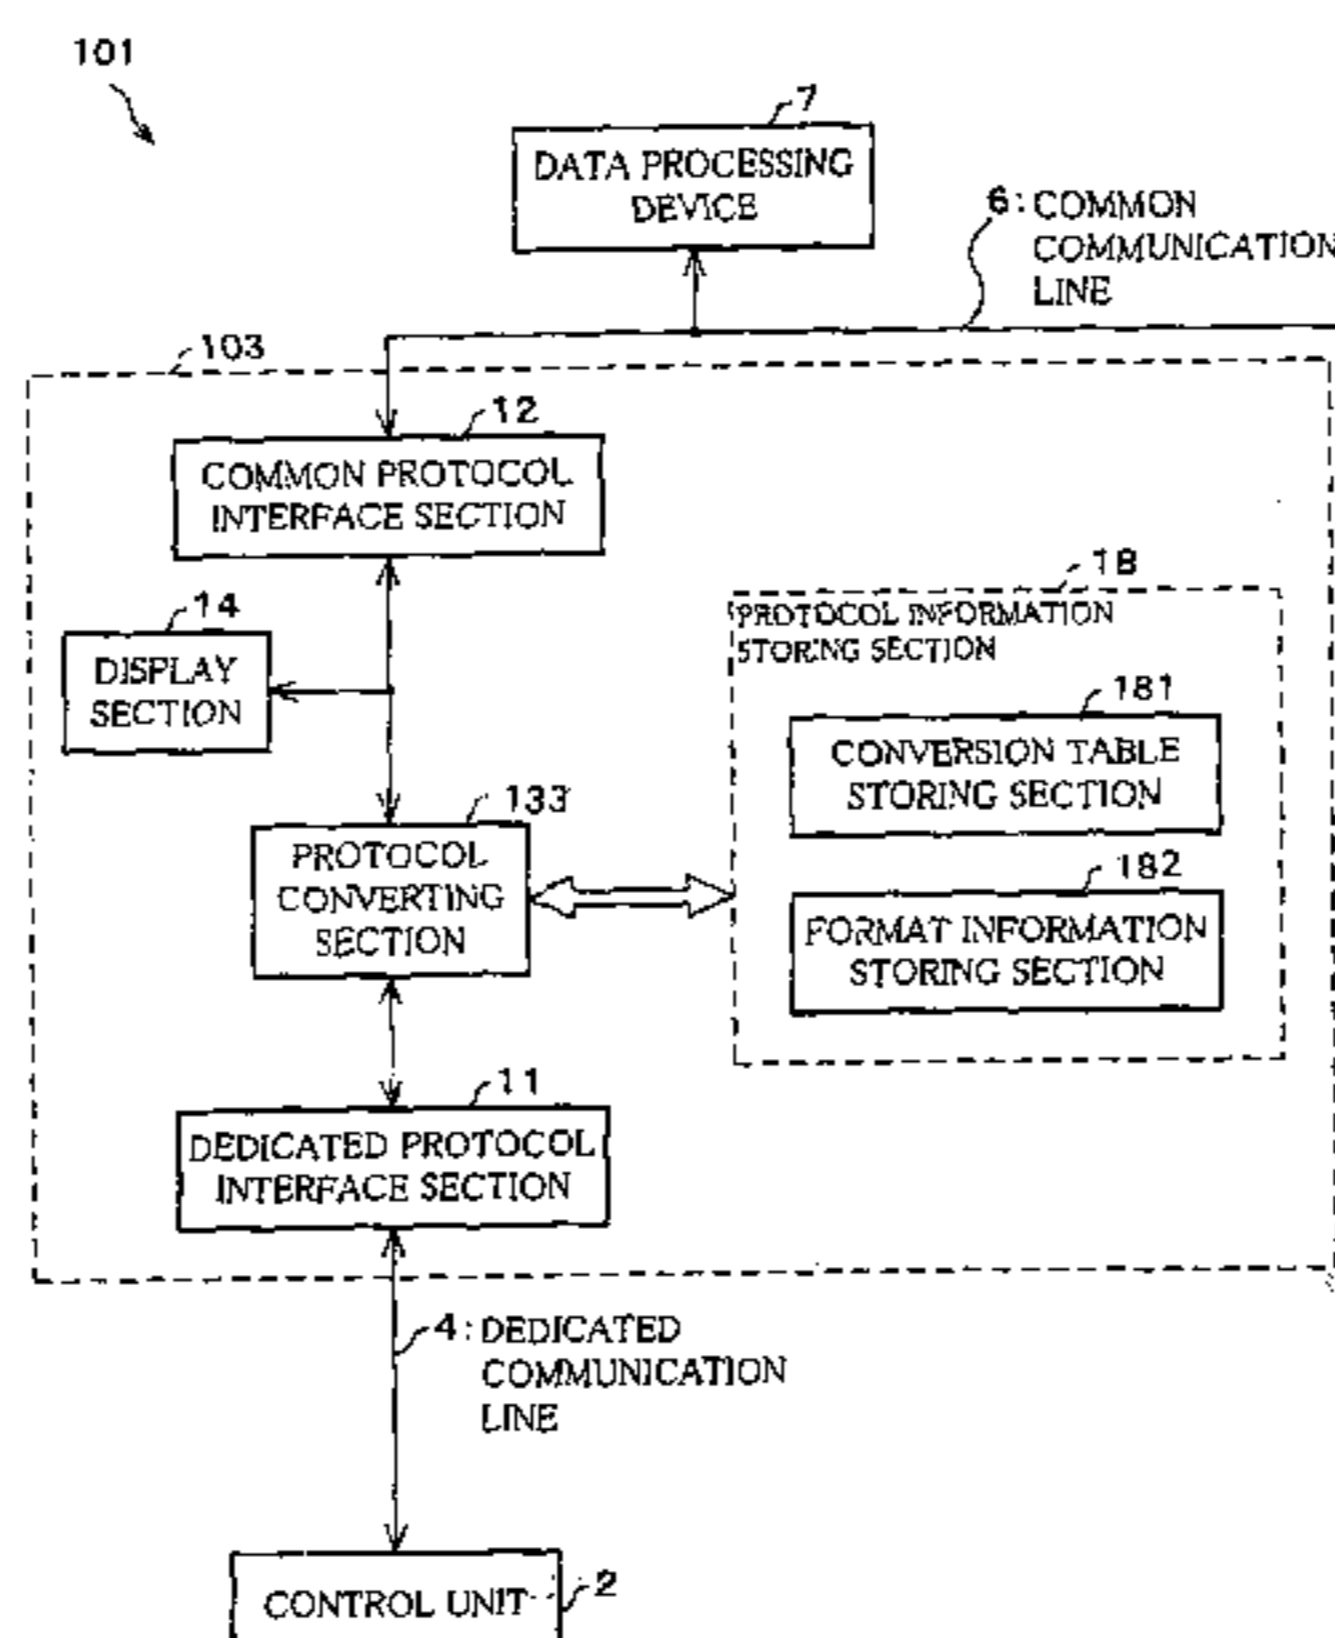 101
7
DATA PROCESSING
DEVICE
6: COMMON
COMMUNICATION
LINE
103
12
COMMON PROTOCOL
INTERFACE SECTION
18
PROTOCOL INFORMATION
STORING SECTION
14
DISPLAY
SECTION
181
CONVERSION TABLE
STORING SECTION
133
PROTOCOL
CONVERTING
SECTION
182
FORMAT INFORMATION
STORING SECTION
11
DEDICATED PROTOCOL
INTERFACE SECTION
4: DEDICATED
COMMUNICATION
LINE
CONTROL UNIT
2